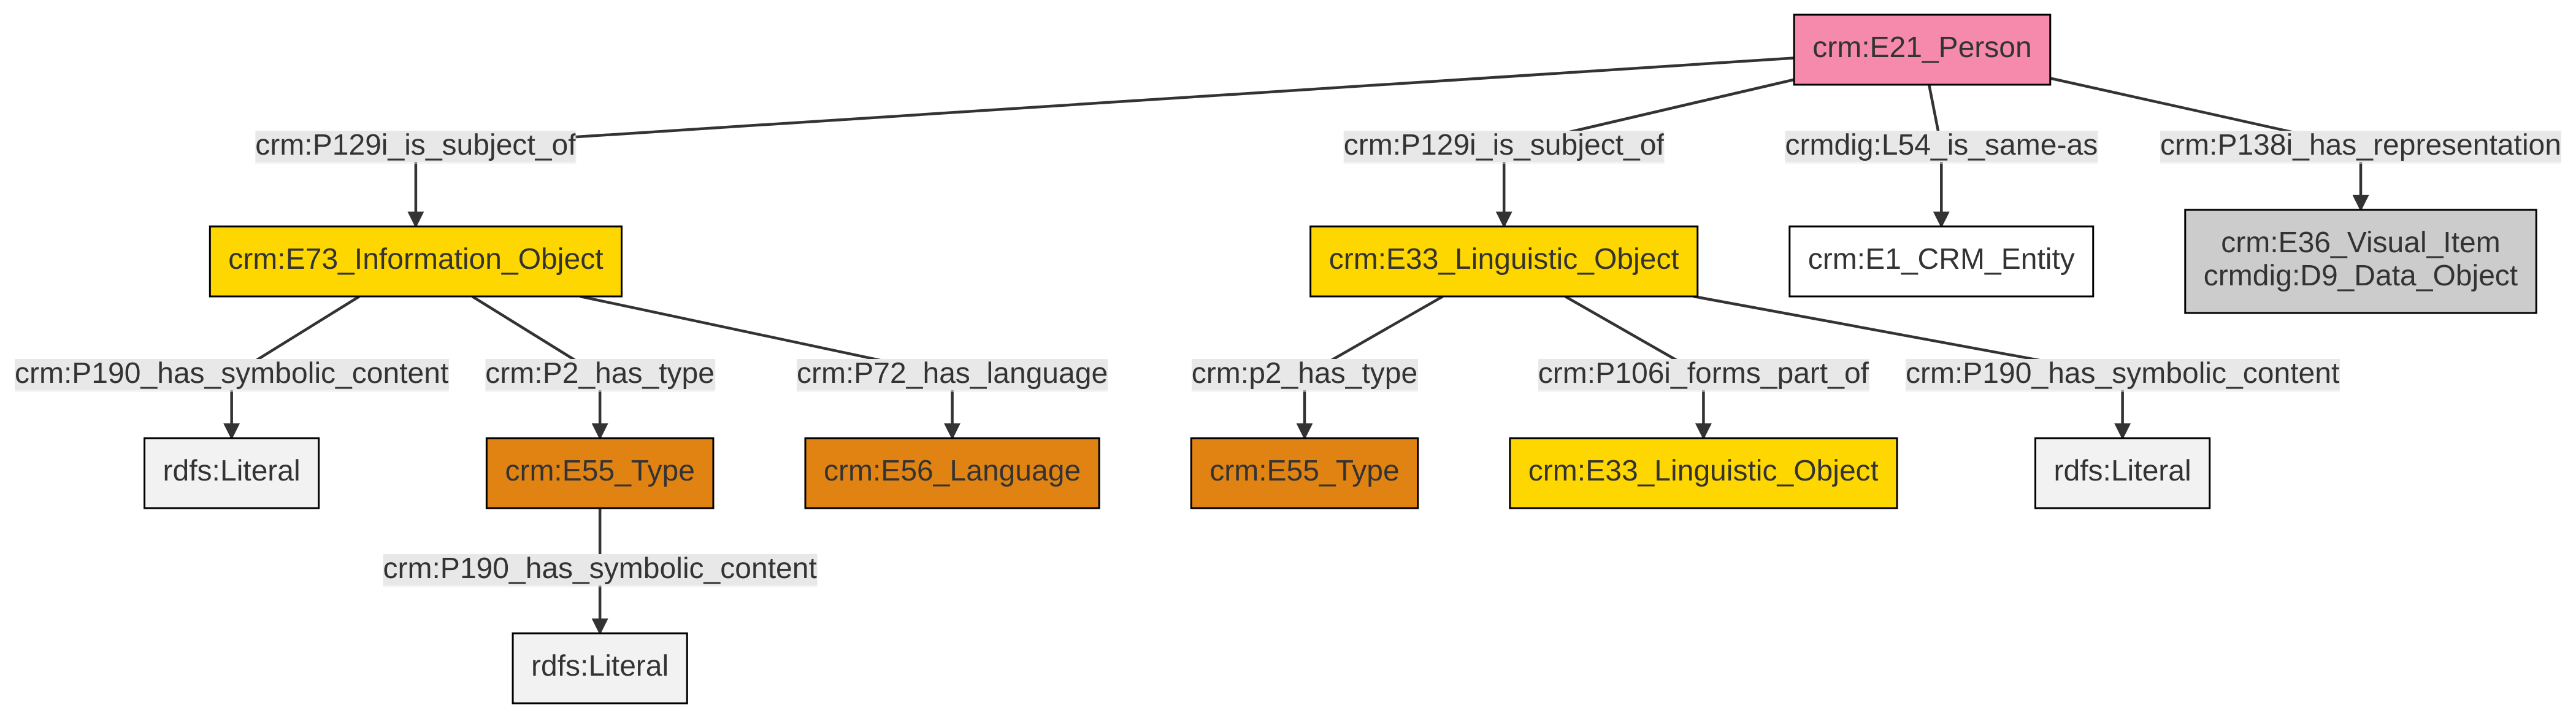 crm:E21_Person
crm:P129i_is_subject_of
crm:P129i_is_subject_of
crmdig:L54_is_same-as
crm:P138i_has_representation
crm:E73_Information_Object
crm:E33_Linguistic_Object
crm:E1_CRM_Entity
crm:E36_Visual_Item
crmdig:D9_Data_Object
crm:P190_has_symbolic_content
crm:P2_has_type
crm:P72_has_language
crm:p2_has_type
crm:P106i_forms_part_of
crm:P190_has_symbolic_content
rdfs:Literal
crm:E55_Type
crm:E56_Language
crm:E55_Type
crm:E33_Linguistic_Object
rdfs:Literal
crm:P190_has_symbolic_content
rdfs:Literal